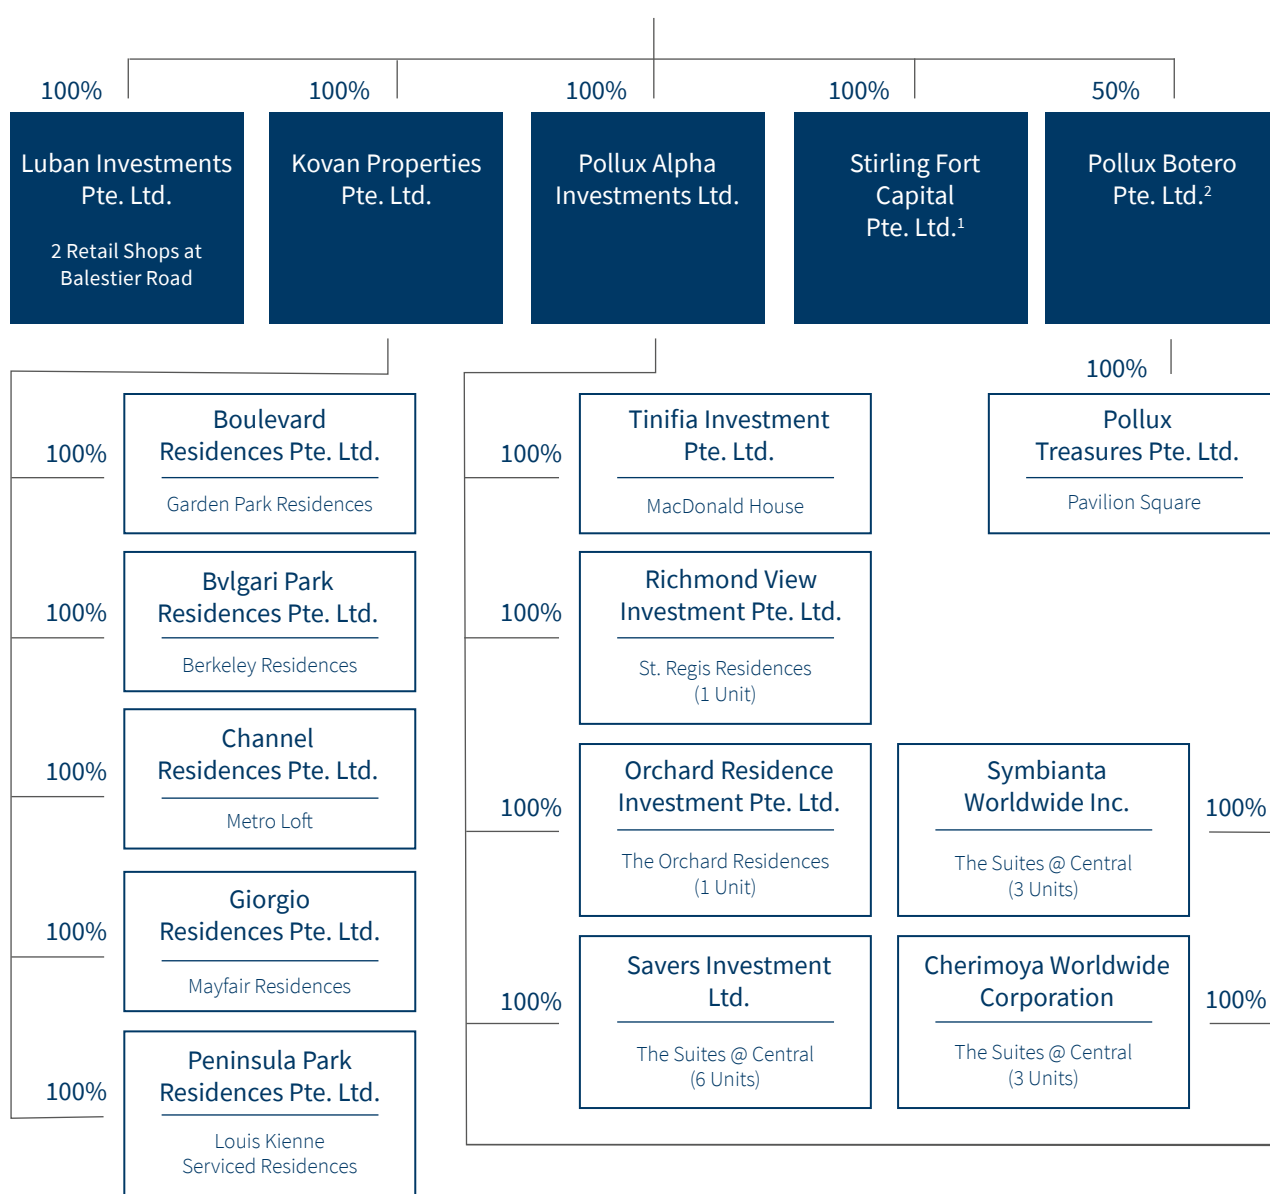 100%
100%
100%
100%
50%
Luban Investments
Pte. Ltd.
2 Retail Shops at
Balestier Road
Kovan Properties
Pte. Ltd.
Pollux Alpha
Investments Ltd.
Stirling Fort
Capital
Pte. Ltd.¹
Pollux Botero
Pte. Ltd.²
100%
Boulevard
Residences Pte. Ltd.
Garden Park Residences
100%
Bvlgari Park
Residences Pte. Ltd.
Berkeley Residences
100%
Channel
Residences Pte. Ltd.
Metro Loft
100%
Giorgio
Residences Pte. Ltd.
Mayfair Residences
100%
Peninsula Park
Residences Pte. Ltd.
Louis Kienne
Serviced Residences
100%
Tinifia Investment
Pte. Ltd.
MacDonald House
100%
Richmond View
Investment Pte. Ltd.
St. Regis Residences
(1 Unit)
100%
Orchard Residence
Investment Pte. Ltd.
The Orchard Residences
(1 Unit)
100%
Savers Investment
Ltd.
The Suites @ Central
(6 Units)
Symbianta
Worldwide Inc.
The Suites @ Central
(3 Units)
100%
Cherimoya Worldwide
Corporation
The Suites @ Central
(3 Units)
100%
100%
Pollux
Treasures Pte. Ltd.
Pavilion Square